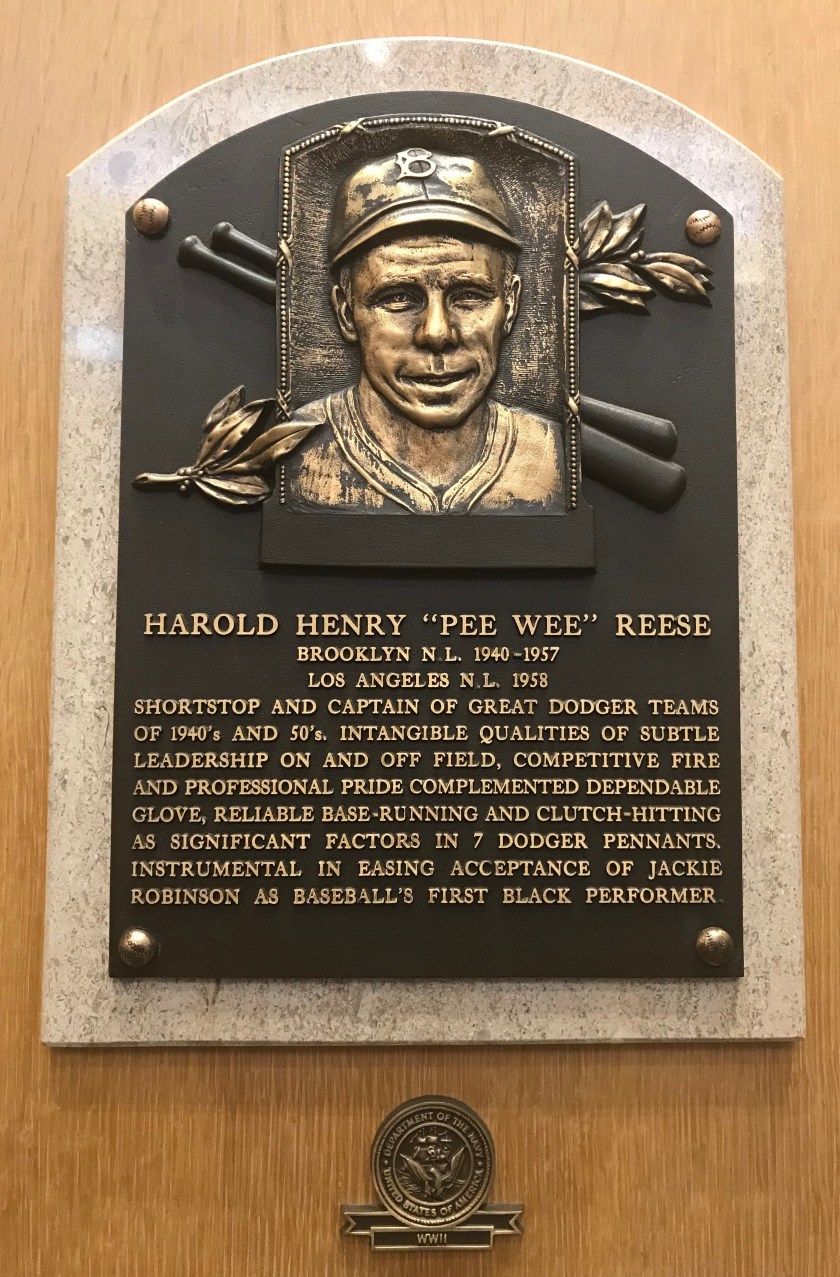 B
HAROLD HENRY “PEE WEE” REESE
BROOKLYN N.L. 1940-1957
LOS ANGELES N.L. 1958
SHORTSTOP AND CAPTAIN OF GREAT DODGER TEAMS
OF 1940's AND 50's. INTANGIBLE QUALITIES OF SUBTLE
LEADERSHIP ON AND OFF FIELD, COMPETITIVE FIRE
AND PROFESSIONAL PRIDE COMPLEMENTED DEPENDABLE
GLOVE, RELIABLE BASE-RUNNING AND CLUTCH-HITTING
AS SIGNIFICANT FACTORS IN 7 DODGER PENNANTS.
INSTRUMENTAL IN EASING ACCEPTANCE OF JACKIE
ROBINSON AS BASEBALL'S FIRST BLACK PERFORMER.
DEPARTMENT OF THE NAVY
UNITED STATES OF AMERICA
WWII